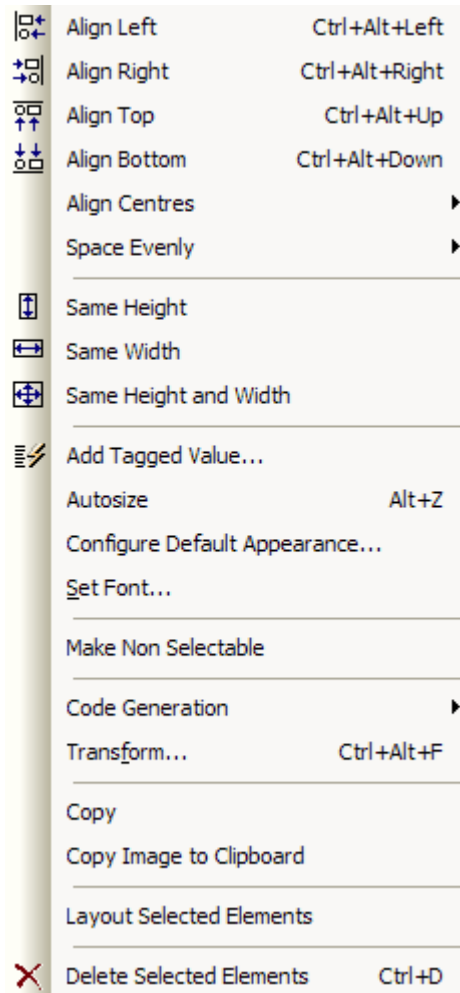 Align Left Ctrl+Alt+Left
Align Right Ctrl+Alt+Right
Align Top Ctrl+Alt+Up
Align Bottom Ctrl+Alt+Down
Align Centres
Space Evenly
Same Height
Same Width
Same Height and Width
Add Tagged Value...
Autosize Alt+Z
Configure Default Appearance...
Set Font...
Make Non Selectable
Code Generation
Transform... Ctrl+Alt+F
Copy
Copy Image to Clipboard
Layout Selected Elements
Delete Selected Elements Ctrl+D